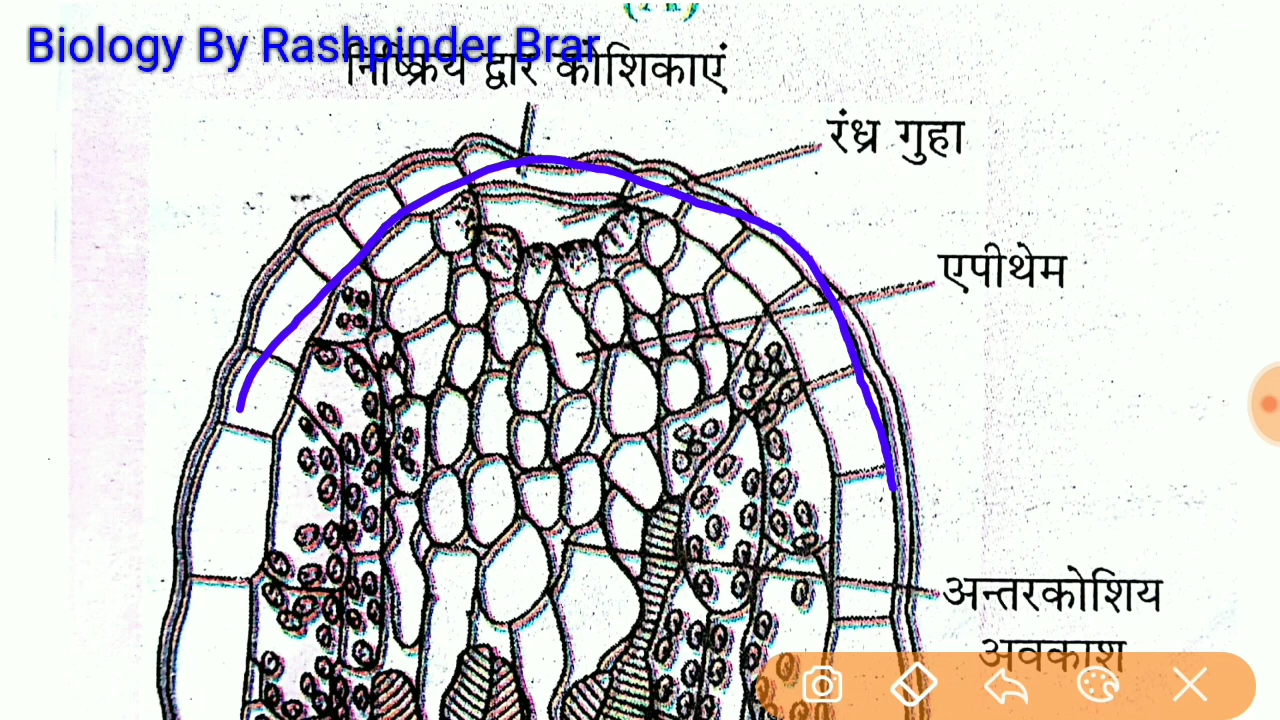 Biology By Rashpinder Brar
निष्क्रिय द्वार कोशिकाएं
रंध्र गुहा
एपीथेम
अन्तरकोशिय
अवकाश